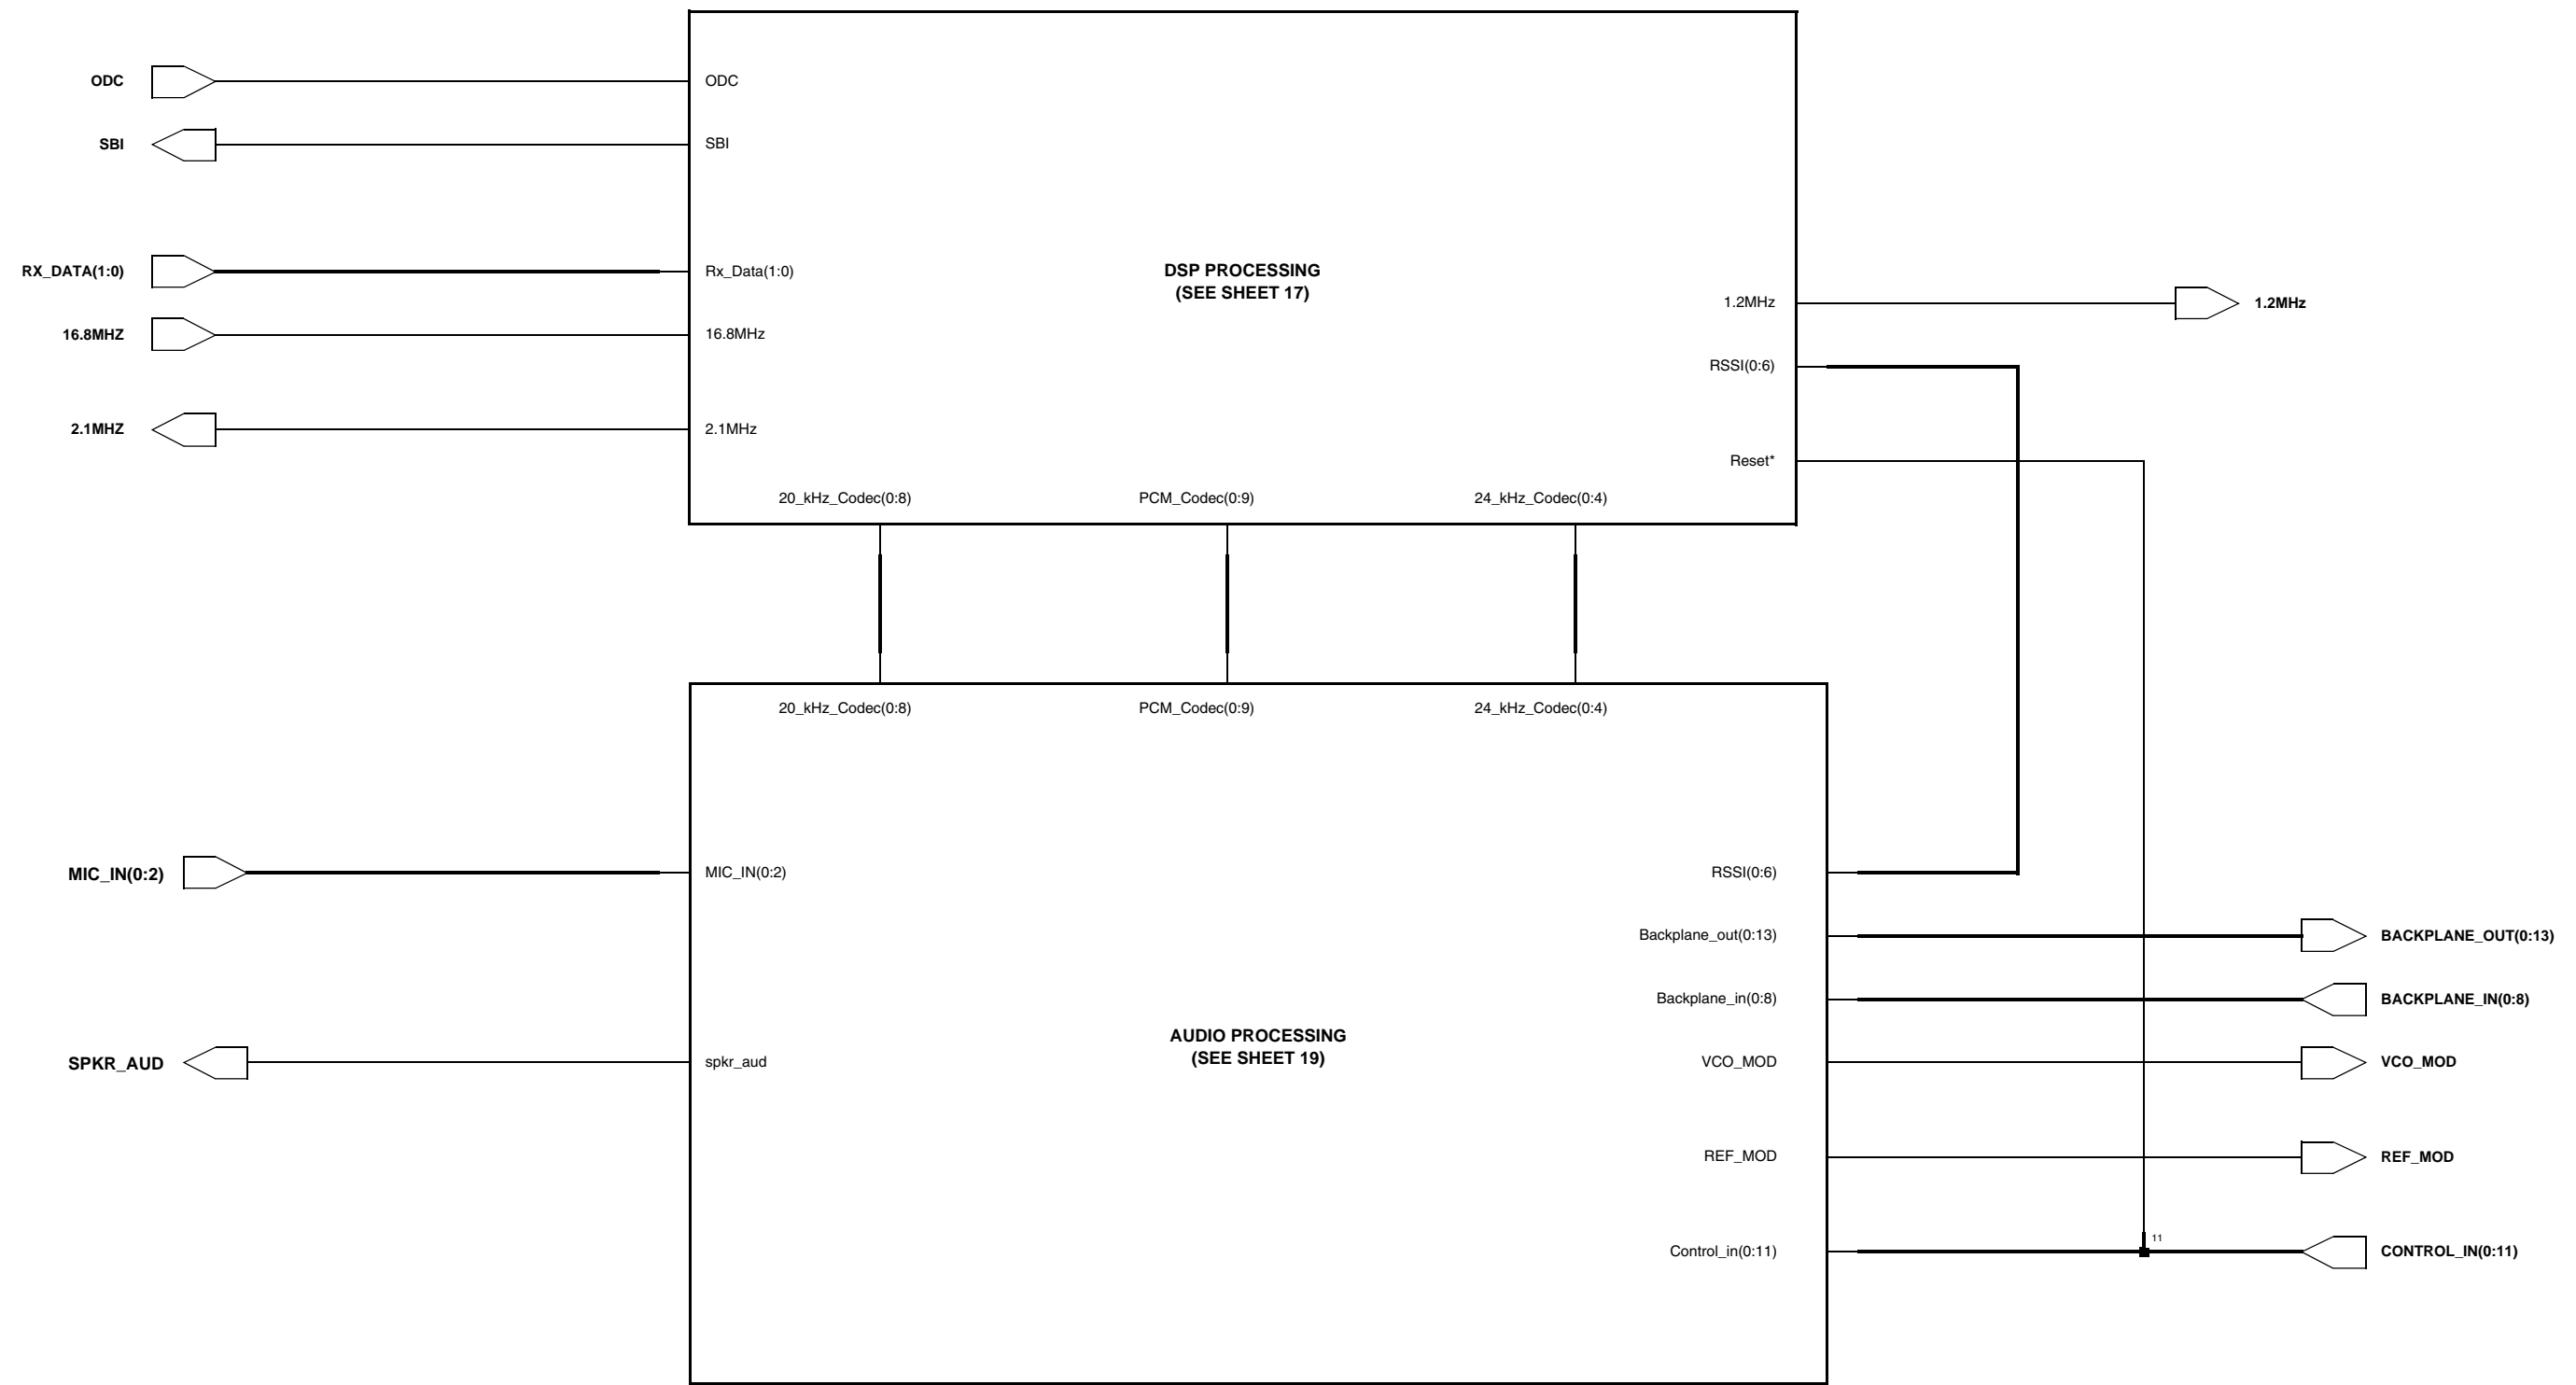 ODC
ODC
SBI
SBI
RX_DATA(1:0)
Rx_Data(1:0)
DSP PROCESSING
(SEE SHEET 17)
1.2MHz
1.2MHz
16.8MHZ
16.8MHz
RSSI(0:6)
2.1MHZ
2.1MHz
Reset*
20_kHz_Codec(0:8)
PCM_Codec(0:9)
24_kHz_Codec(0:4)
20_kHz_Codec(0:8)
PCM_Codec(0:9)
24_kHz_Codec(0:4)
MIC_IN(0:2)
MIC_IN(0:2)
RSSI(0:6)
Backplane_out(0:13)
BACKPLANE_OUT(0:13)
Backplane_in(0:8)
BACKPLANE_IN(0:8)
AUDIO PROCESSING
(SEE SHEET 19)
SPKR_AUD
spkr_aud
VCO_MOD
VCO_MOD
REF_MOD
REF_MOD
11
Control_in(0:11)
CONTROL_IN(0:11)